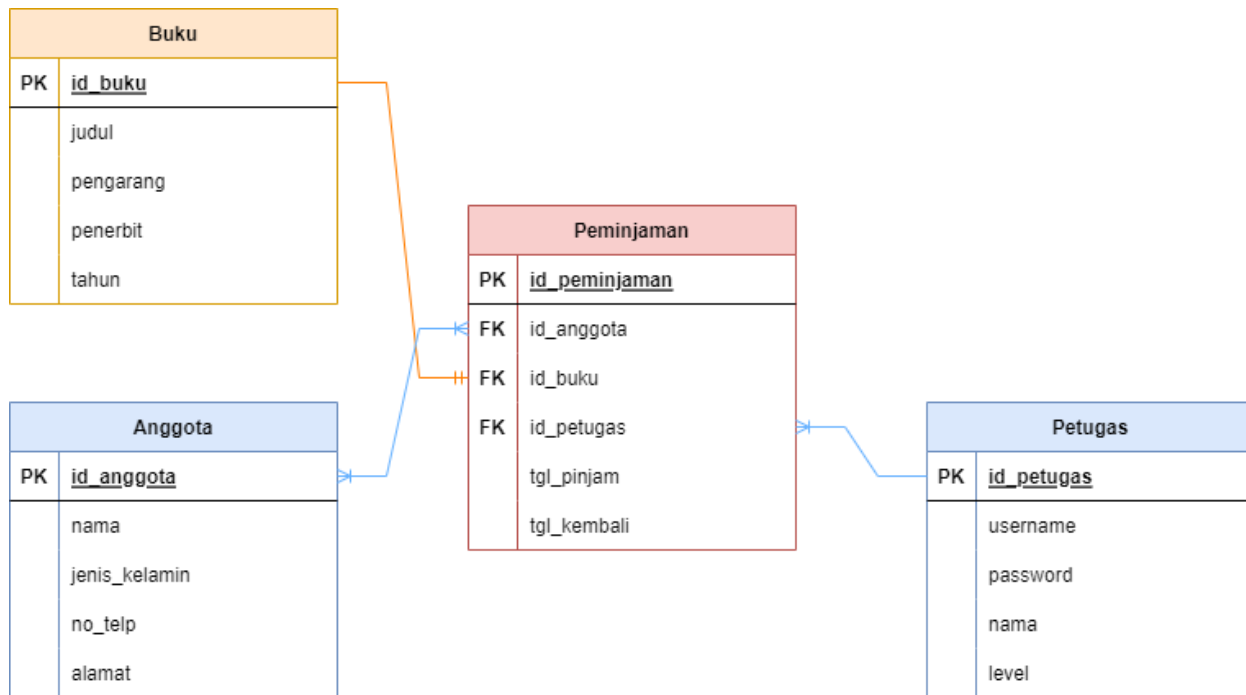 Buku
PK id_buku
judul
pengarang
penerbit
tahun
Peminjaman
PK id_peminjaman
FK id_anggota
FK id_buku
FK id_petugas
tgl_pinjam
tgl_kembali
Anggota
PK id_anggota
nama
jenis_kelamin
no_telp
alamat
Petugas
PK id_petugas
username
password
nama
level